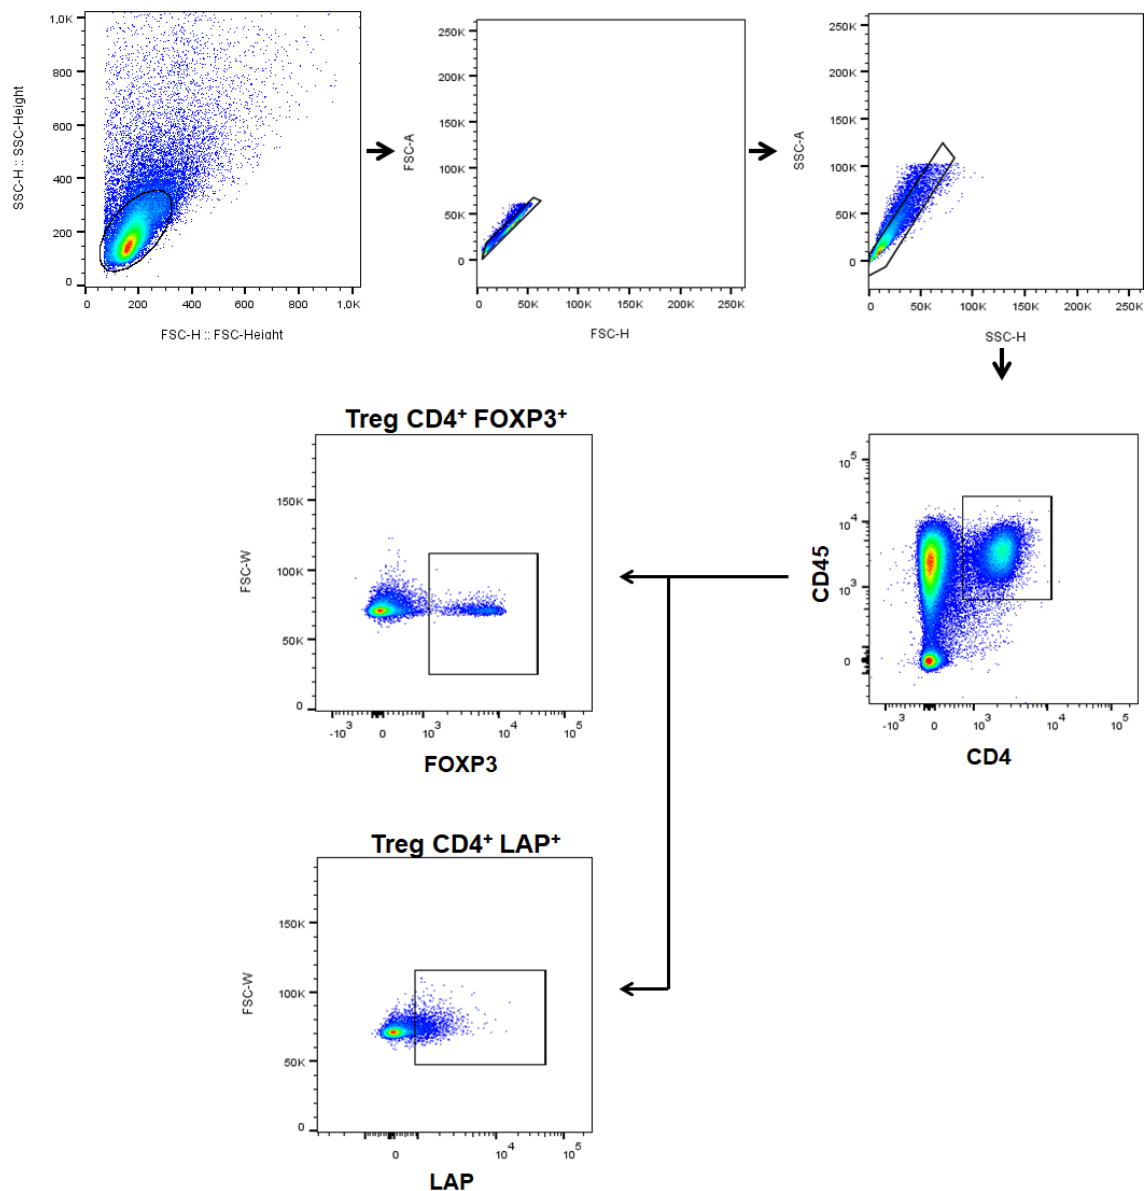 1,0K
800
600
400
200
0
SSC-H :: SSC-Height
0 200 400 600 800 1,0K
FSC-H :: FSC-Height
250K
200K
150K
100K
50K
0
FSC-A
0 50K 100K 150K 200K 250K
FSC-H
250K
200K
150K
100K
50K
0
SSC-A
0 50K 100K 150K 200K 250K
SSC-H
Treg CD4⁺ FOXP3⁺
150K
100K
50K
0
FSC-W
-10³ 0 10³ 10⁴ 10⁵
FOXP3
10⁵
10⁴
10³
0
CD45
-10³ 0 10³ 10⁴ 10⁵
CD4
Treg CD4⁺ LAP⁺
150K
100K
50K
0
FSC-W
0 10⁴ 10⁵
LAP